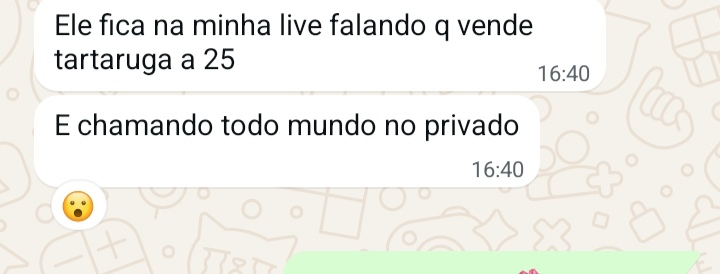 Ele fica na minha live falando q vende
tartaruga a 25
16:40
E chamando todo mundo no privado
16:40